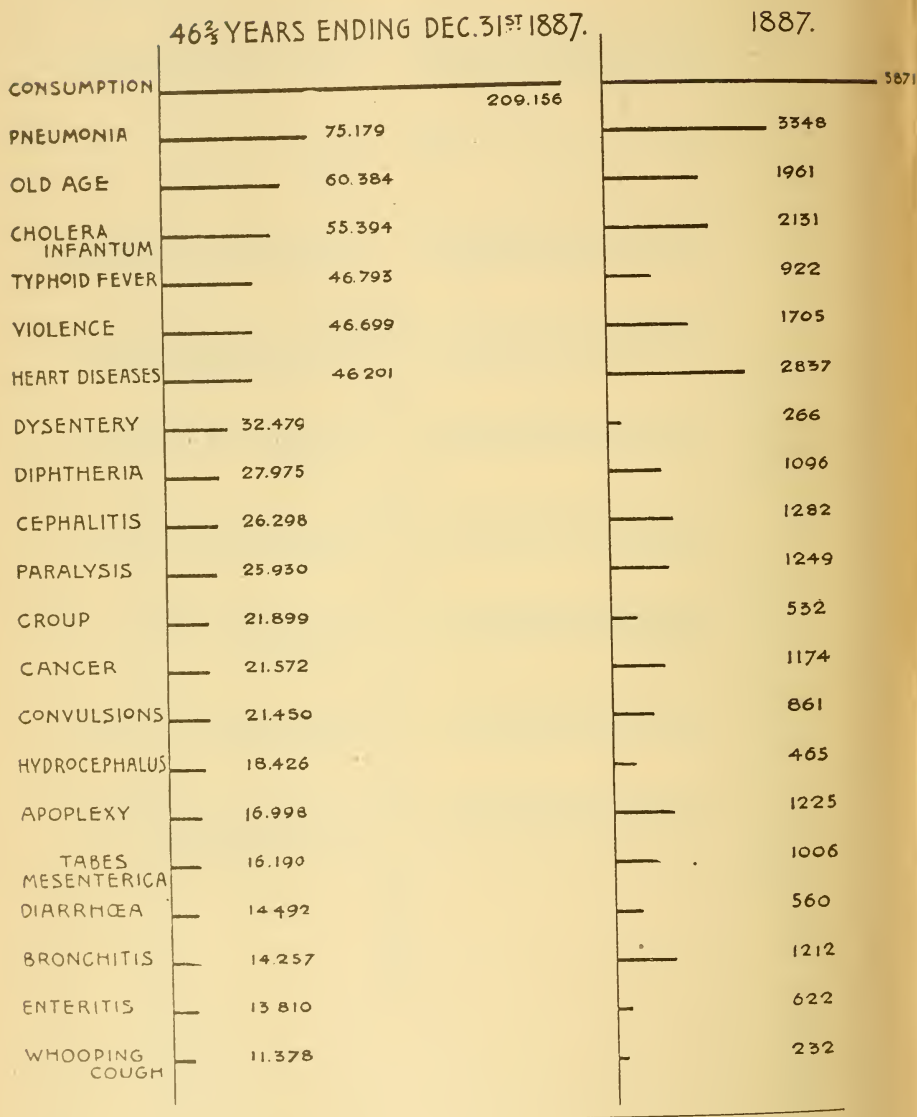 46⅔ YEARS ENDING DEC. 31ST 1887. 1887.
CONSUMPTION 209.156 5871
PNEUMONIA 75.179 3348
OLD AGE 60.384 1961
CHOLERA INFANTUM 55.394 2131
TYPHOID FEVER 46.793 922
VIOLENCE 46.699 1705
HEART DISEASES 46 201 2837
DYSENTERY 32.479 266
DIPHTHERIA 27.975 1096
CEPHALITIS 26.298 1282
PARALYSIS 25.930 1249
CROUP 21.899 532
CANCER 21.572 1174
CONVULSIONS 21.450 861
HYDROCEPHALUS 18.426 465
APOPLEXY 16.998 1225
TABES MESENTERICA 16.190 1006
DIARRHŒA 14 492 560
BRONCHITIS 14.257 1212
ENTERITIS 13 810 622
WHOOPING COUGH 11.378 232